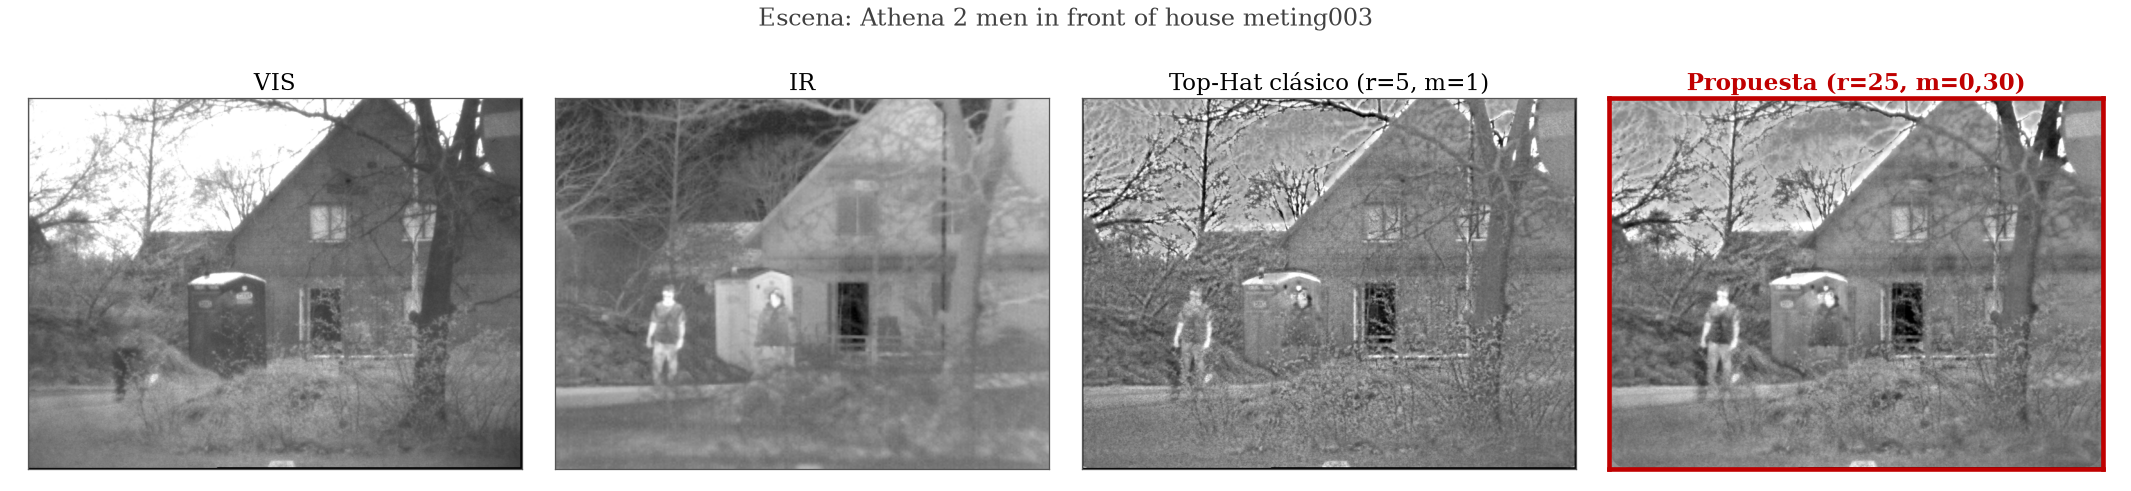 Escena: Athena 2 men in front of house meting003
VIS
IR
Top-Hat clásico (r=5, m=1)
Propuesta (r=25, m=0,30)